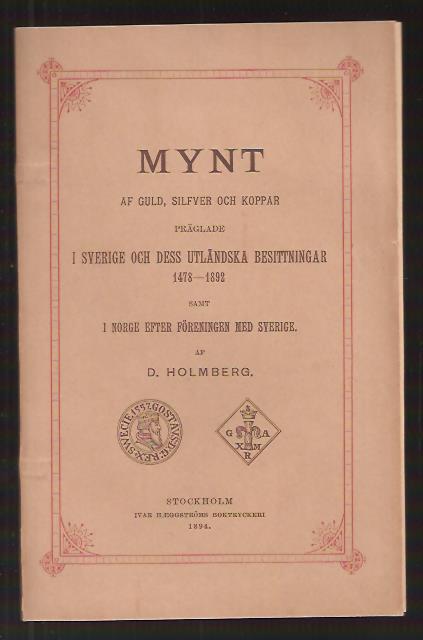 MYNT
AF GULD, SILFVER OCH KOPPAR
PRÄGLADE
I SVERIGE OCH DESS UTLÄNDSKA BESITTNINGAR
1478—1892
SAMT
I NORGE EFTER FÖRENINGEN MED SVERIGE.
AF
D. HOLMBERG.
G A
X M
R
STOCKHOLM
IVAR HÆGGSTRÖMS BOKTRYCKERI
1894.